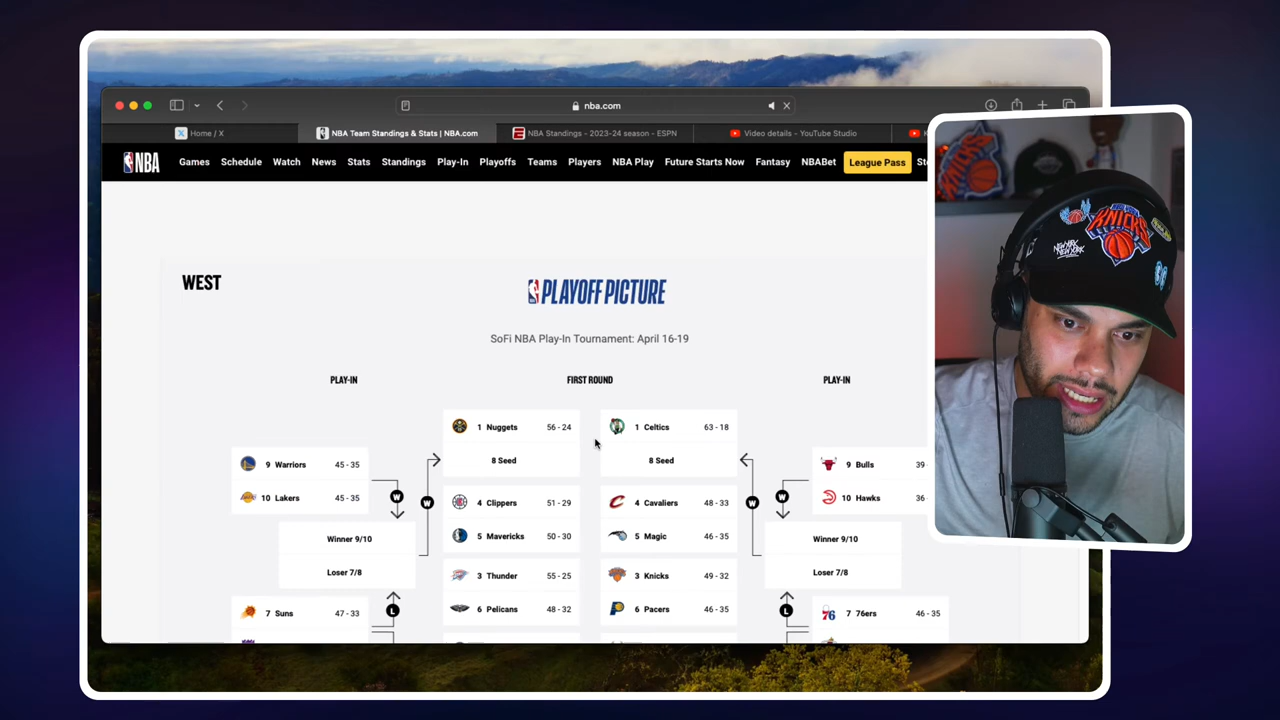 nba.com
Home / X
NBA Team Standings & Stats | NBA.com
NBA Standings - 2023-24 season - ESPN
Video details - YouTube Studio
NBA
Games
Schedule
Watch
News
Stats
Standings
Play-In
Playoffs
Teams
Players
NBA Play
Future Starts Now
Fantasy
NBABet
League Pass
WEST
PLAYOFF PICTURE
SoFi NBA Play-In Tournament: April 16-19
PLAY-IN
FIRST ROUND
PLAY-IN
1 Nuggets 56 - 24
8 Seed
1 Celtics 63 - 18
8 Seed
9 Warriors 45 - 35
10 Lakers 45 - 35
W
W
Winner 9/10
Loser 7/8
4 Clippers 51 - 29
5 Mavericks 50 - 30
4 Cavaliers 48 - 33
5 Magic 46 - 35
W
W
9 Bulls 39
10 Hawks 36
Winner 9/10
Loser 7/8
3 Thunder 55 - 25
6 Pelicans 48 - 32
3 Knicks 49 - 32
6 Pacers 46 - 35
7 Suns 47 - 33
L
L
7 76ers 46 - 35
KNICKS
NEW YORK
NEW YORK